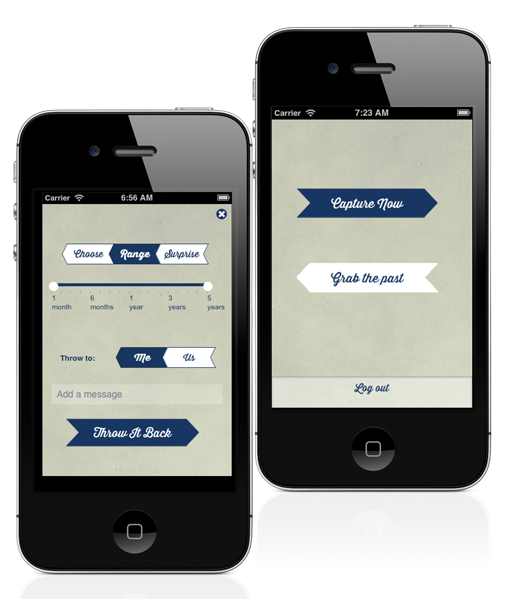 Carrier 6:56 AM
Choose Range Surprise
1 month 6 months 1 year 3 years 5 years
Throw to: Me Us
Add a message
Throw It Back
Carrier 7:23 AM
Capture Now
Grab the past
Log out